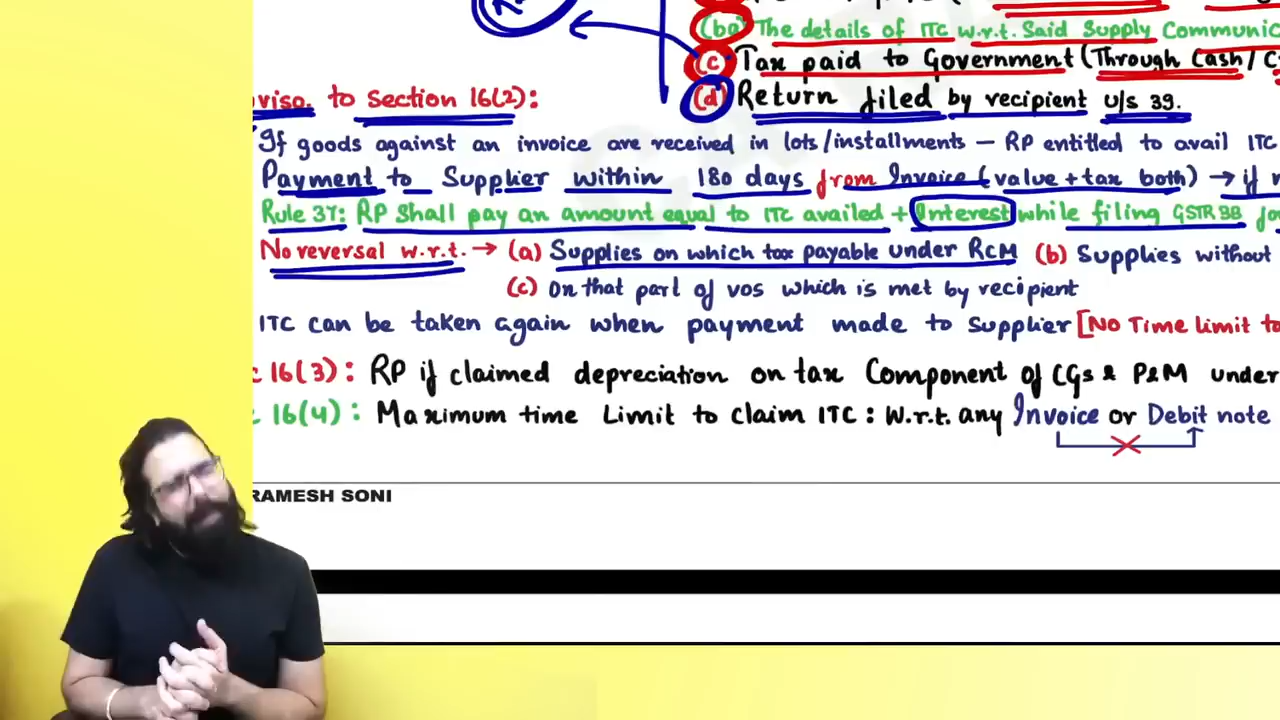 (ba) The details of ITC w.r.t. Said Supply Communic
(c) Tax paid to Government (Through Cash/C
(d) Return filed by recipient u/s 39.
oviso. to Section 16(2):
If goods against an invoice are received in lots/installments – RP entitled to avail ITC
Payment to Supplier within 180 days from Invoice (value + tax both) → if n
Rule 37: RP Shall pay an amount equal to ITC availed + Interest while filing GSTR 3B fo
No reversal w.r.t. → (a) Supplies on which tax payable under RCM (b) Supplies without
(c) On that part of vos which is met by recipient
ITC can be taken again when payment made to Supplier [No Time limit to
c 16(3): RP if claimed depreciation on tax Component of CGs & P&M under
c 16(4): Maximum time Limit to claim ITC: W.r.t. any Invoice or Debit note
RAMESH SONI